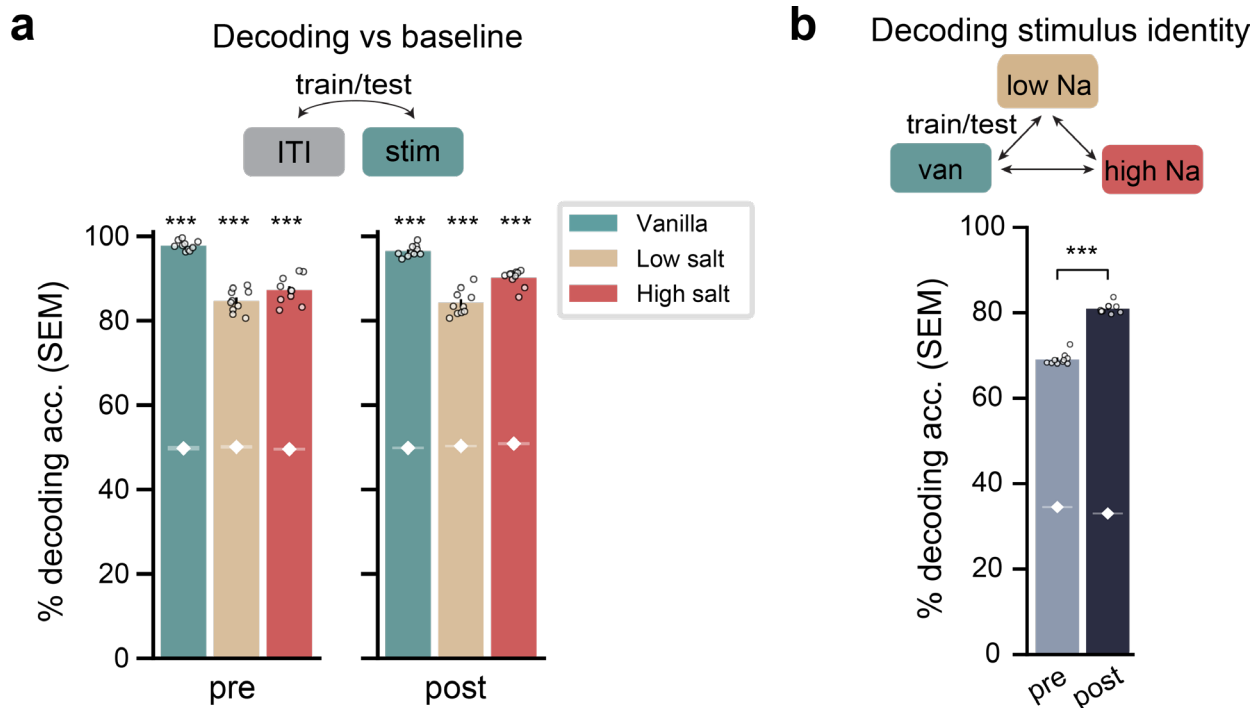 a
Decoding vs baseline
train/test
ITI
stim
*** *** ***
*** *** ***
Vanilla
Low salt
High salt
% decoding acc. (SEM)
100
80
60
40
20
0
pre
post
b
Decoding stimulus identity
low Na
train/test
van
high Na
***
% decoding acc. (SEM)
100
80
60
40
20
0
pre
post